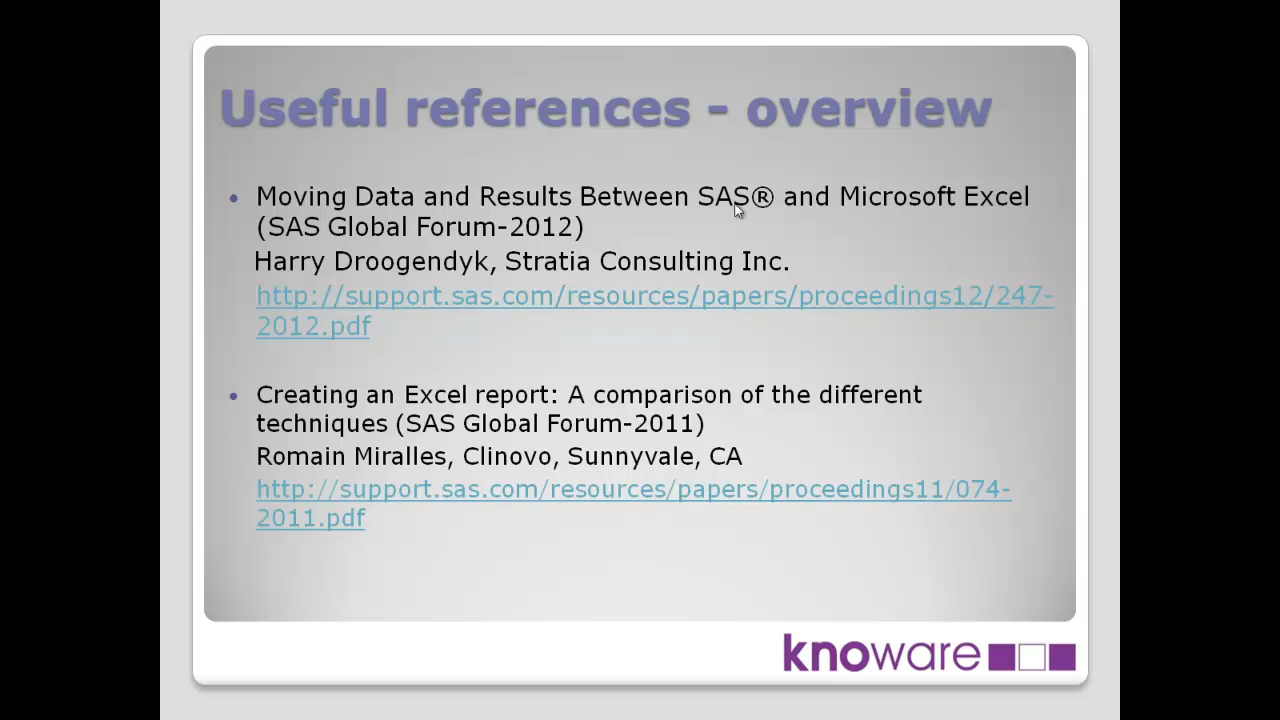 Useful references - overview
• Moving Data and Results Between SAS® and Microsoft Excel
(SAS Global Forum-2012)
Harry Droogendyk, Stratia Consulting Inc.
http://support.sas.com/resources/papers/proceedings12/247-
2012.pdf
• Creating an Excel report: A comparison of the different
techniques (SAS Global Forum-2011)
Romain Miralles, Clinovo, Sunnyvale, CA
http://support.sas.com/resources/papers/proceedings11/074-
2011.pdf
knoware